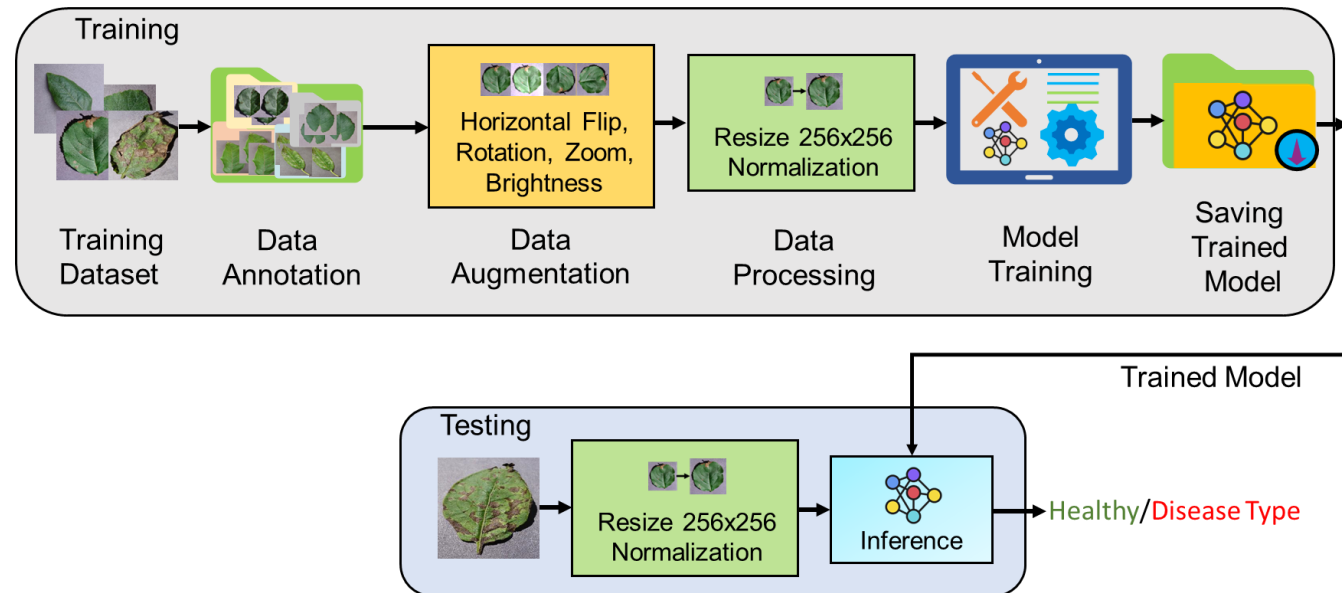 Training
Horizontal Flip,
Rotation, Zoom,
Brightness
Resize 256x256
Normalization
Training
Dataset
Data
Annotation
Data
Augmentation
Data
Processing
Model
Training
Saving
Trained
Model
Trained Model
Testing
Resize 256x256
Normalization
Inference
Healthy/Disease Type